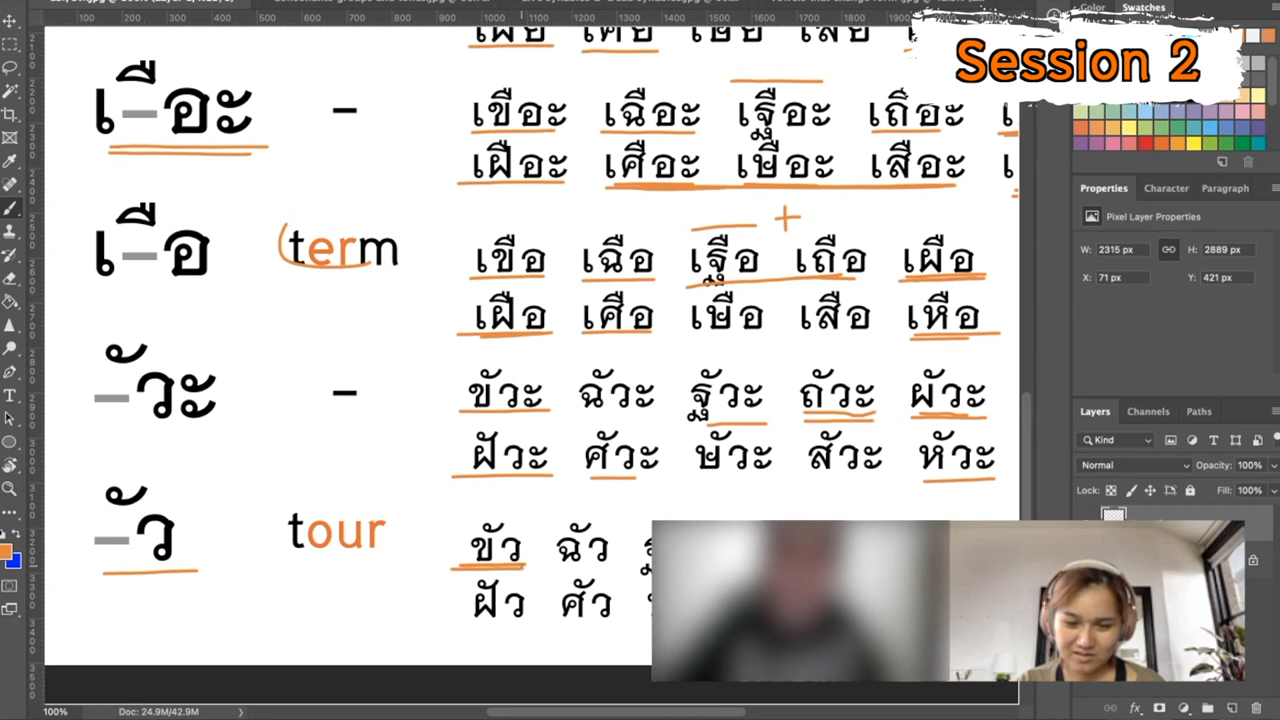 Color Swatches
Session 2
เ–ือะ – เขือะ เฉือะ เฐือะ เถือะ
เฝือะ เศือะ เษือะ เสือะ
เ–ือ term เขือ เฉือ เฐือ เถือ เผือ
เฝือ เศือ เษือ เสือ เหือ
–ัวะ – ขัวะ ฉัวะ ฐัวะ ถัวะ ผัวะ
ฝัวะ ศัวะ ษัวะ สัวะ หัวะ
–ัว tour ขัว ฉัว
ฝัว ศัว
Properties Character Paragraph
Pixel Layer Properties
W: 2315 px H: 2889 px
X: 71 px Y: 421 px
Layers Channels Paths
Kind
Normal Opacity: 100%
Lock: Fill: 100%
100% Doc: 24.9M/42.9M